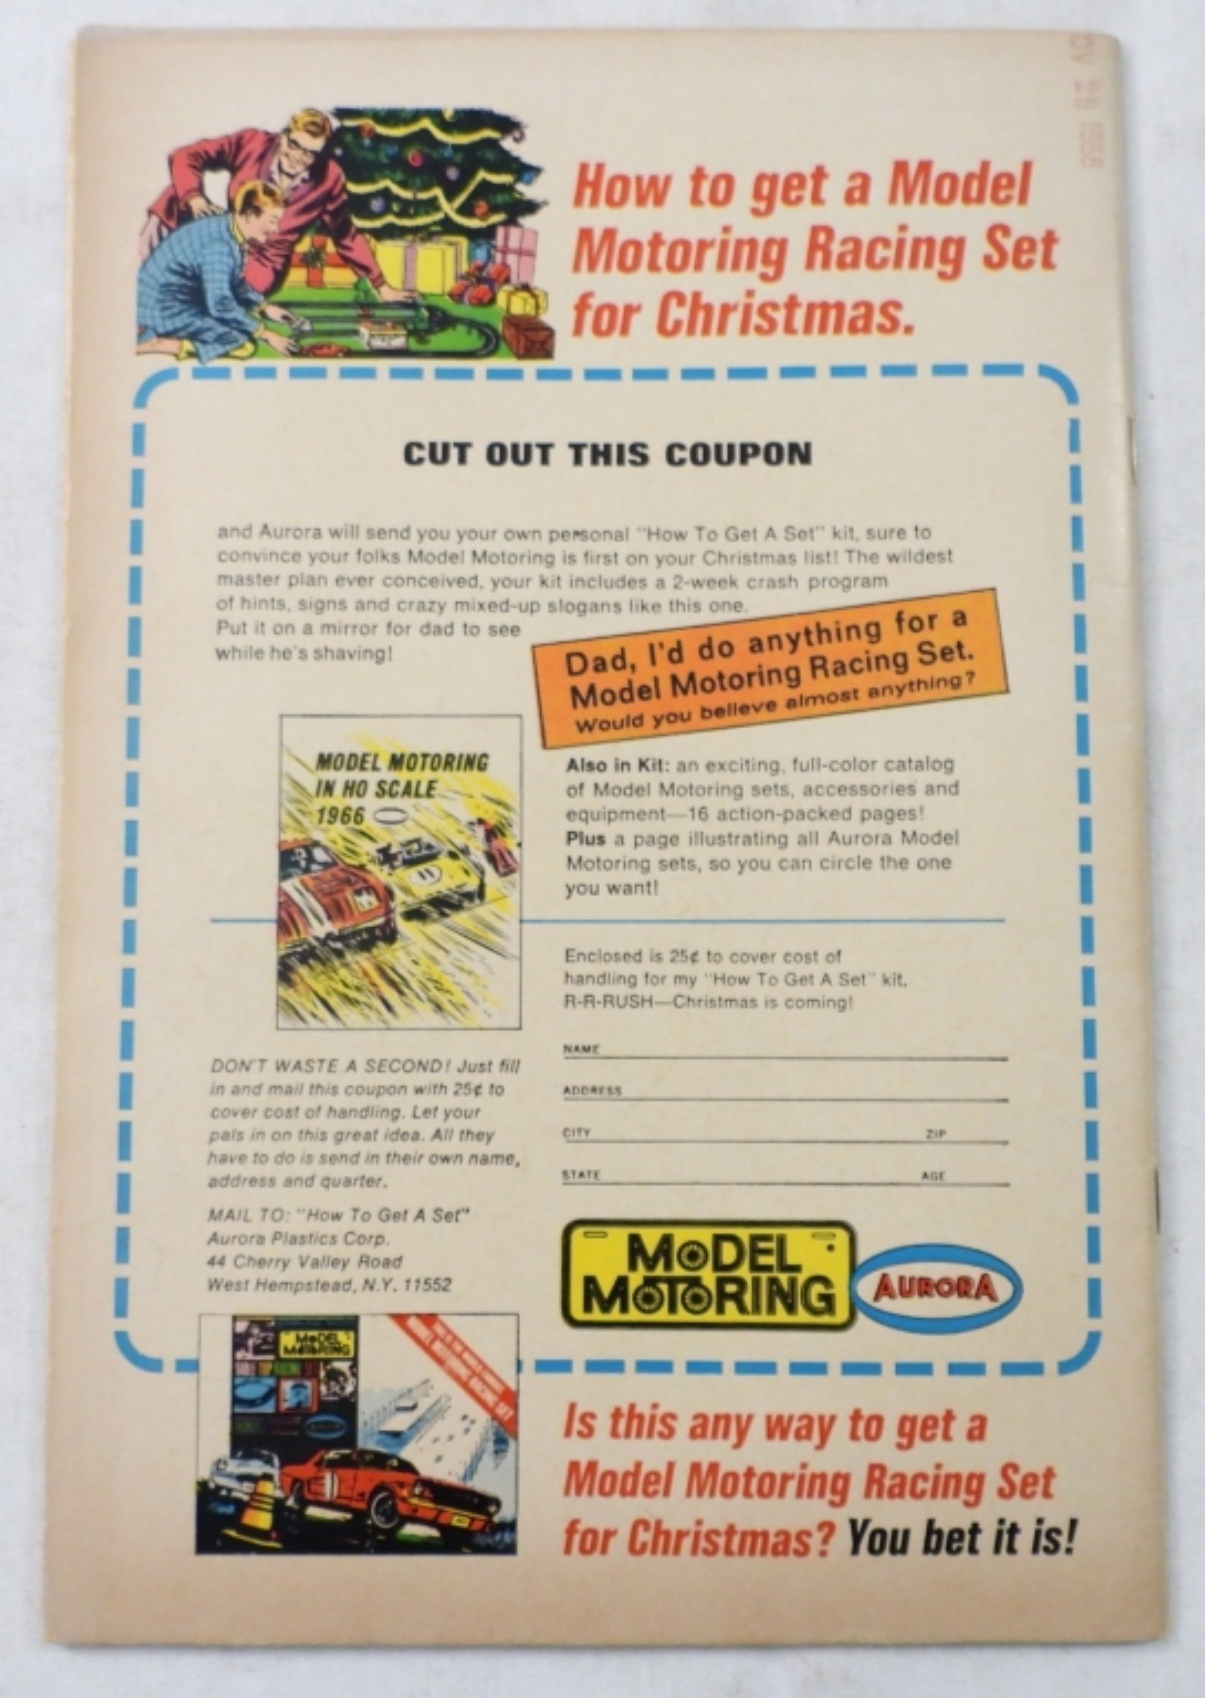 How to get a Model
Motoring Racing Set
for Christmas.
CUT OUT THIS COUPON
and Aurora will send you your own personal "How To Get A Set" kit, sure to
convince your folks Model Motoring is first on your Christmas list! The wildest
master plan ever conceived, your kit includes a 2-week crash program
of hints, signs and crazy mixed-up slogans like this one.
Put it on a mirror for dad to see
while he's shaving!
Dad, I'd do anything for a
Model Motoring Racing Set.
Would you believe almost anything?
MODEL MOTORING
IN HO SCALE
1966
11
Also in Kit: an exciting, full-color catalog
of Model Motoring sets, accessories and
equipment—16 action-packed pages!
Plus a page illustrating all Aurora Model
Motoring sets, so you can circle the one
you want!
Enclosed is 25¢ to cover cost of
handling for my "How To Get A Set" kit.
R-R-RUSH—Christmas is coming!
NAME
ADDRESS
CITY ZIP
STATE AGE
DON'T WASTE A SECOND! Just fill
in and mail this coupon with 25¢ to
cover cost of handling. Let your
pals in on this great idea. All they
have to do is send in their own name,
address and quarter.
MAIL TO: "How To Get A Set"
Aurora Plastics Corp.
44 Cherry Valley Road
West Hempstead, N.Y. 11552
MODEL
MOTORING
AURORA
MODEL
MOTORING
TABLE TOP RACING
AURORA
Is this any way to get a
Model Motoring Racing Set
for Christmas? You bet it is!